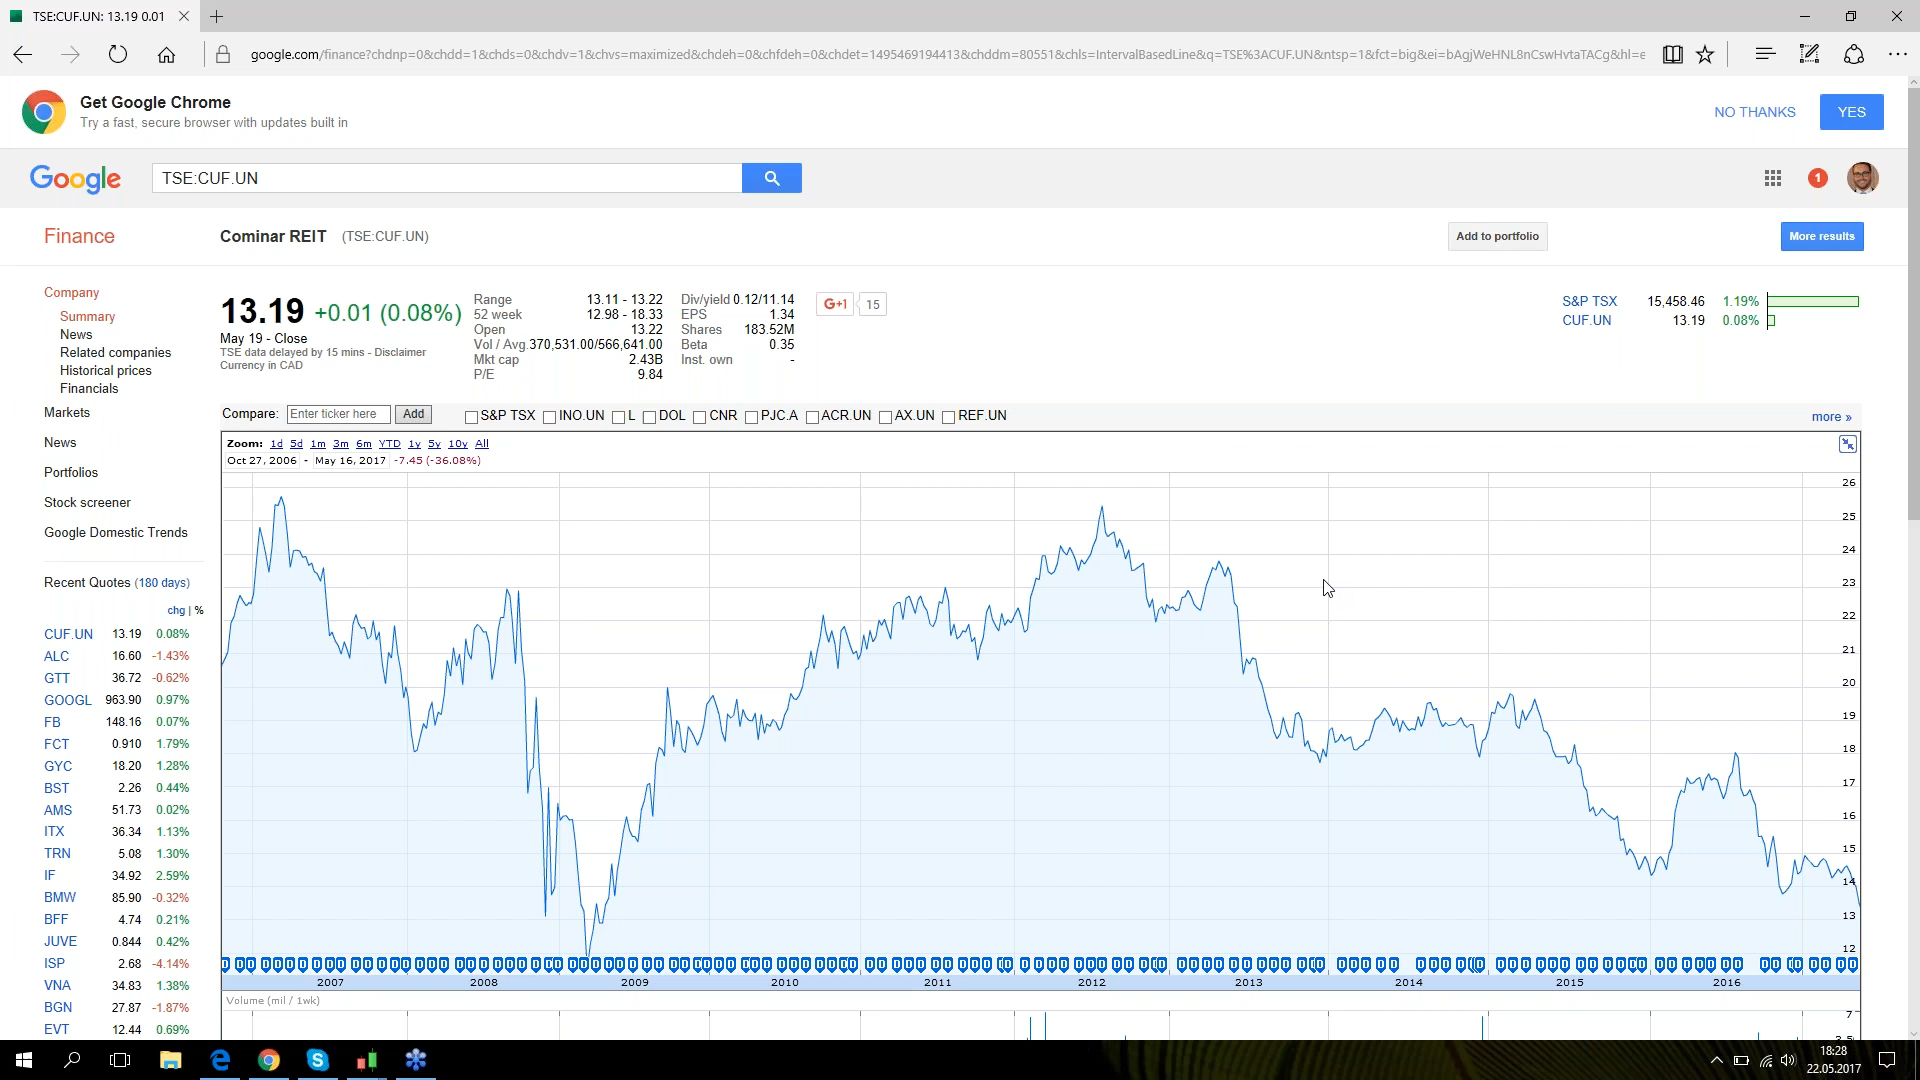 TSE:CUF.UN: 13.19 0.01
google.com/finance?chdnp=0&chdd=1&chds=0&chdv=1&chvs=maximized&chdeh=0&chfdeh=0&chdet=1495469194413&chddm=80551&chls=IntervalBasedLine&q=TSE%3ACUF.UN&ntsp=1&fct=big&ei=bAgjWeHNL8nCswHvtaTACg&hl=e
Get Google Chrome
Try a fast, secure browser with updates built in
NO THANKS
YES
Google
TSE:CUF.UN
1
Finance
Cominar REIT (TSE:CUF.UN)
Add to portfolio
More results
Company
Summary
News
Related companies
Historical prices
Financials
Markets
News
Portfolios
Stock screener
Google Domestic Trends
Recent Quotes (180 days)
chg | %
CUF.UN 13.19 0.08%
ALC 16.60 -1.43%
GTT 36.72 -0.62%
GOOGL 963.90 0.97%
FB 148.16 0.07%
FCT 0.910 1.79%
GYC 18.20 1.28%
BST 2.26 0.44%
AMS 51.73 0.02%
ITX 36.34 1.13%
TRN 5.08 1.30%
IF 34.92 2.59%
BMW 85.90 -0.32%
BFF 4.74 0.21%
JUVE 0.844 0.42%
ISP 2.68 -4.14%
VNA 34.83 1.38%
BGN 27.87 -1.87%
EVT 12.44 0.69%
13.19 +0.01 (0.08%)
May 19 - Close
TSE data delayed by 15 mins - Disclaimer
Currency in CAD
Range 13.11 - 13.22
52 week 12.98 - 18.33
Open 13.22
Vol / Avg. 370,531.00/566,641.00
Mkt cap 2.43B
P/E 9.84
Div/yield 0.12/11.14
EPS 1.34
Shares 183.52M
Beta 0.35
Inst. own -
G+1 15
S&P TSX 15,458.46 1.19%
CUF.UN 13.19 0.08%
Compare: Enter ticker here Add S&P TSX INO.UN L DOL CNR PJC.A ACR.UN AX.UN REF.UN more »
Zoom: 1d 5d 1m 3m 6m YTD 1y 5y 10y All
Oct 27, 2006 - May 16, 2017 -7.45 (-36.08%)
26
25
24
23
22
21
20
19
18
17
16
15
14
13
12
D D D D D D D D D D D D D D D D D D D D D D D D D D D D D D D D D D D D D D D D
2007 2008 2009 2010 2011 2012 2013 2014 2015 2016
Volume (mil / 1wk)
7
3.5
18:28
22.05.2017